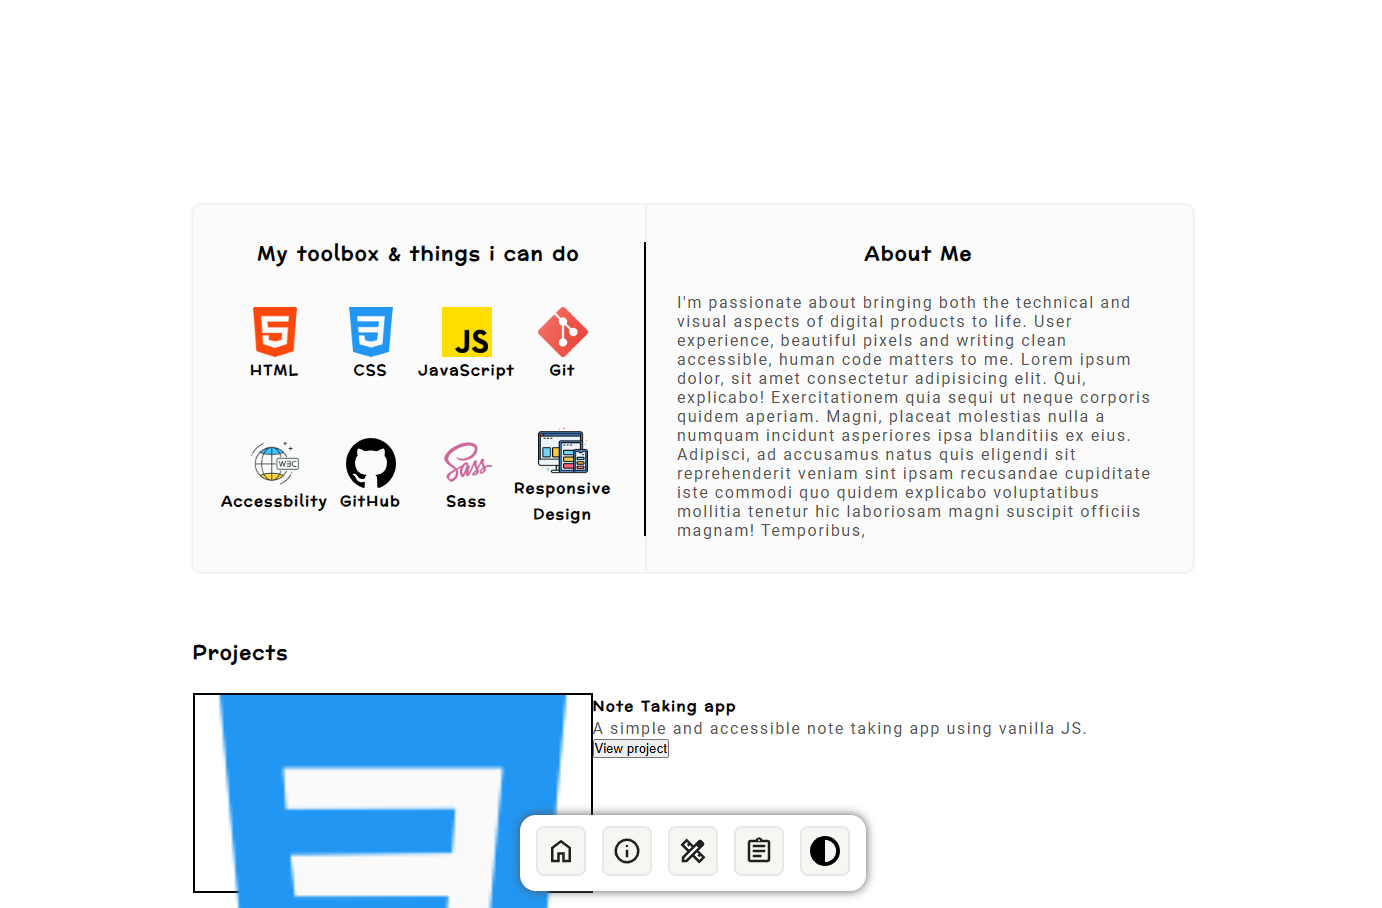 My toolbox & things i can do
HTML
CSS
JS
JavaScript
Git
W3C
Accessbility
GitHub
Sass
Sass
Responsive
Design
About Me
I'm passionate about bringing both the technical and
visual aspects of digital products to life. User
experience, beautiful pixels and writing clean
accessible, human code matters to me. Lorem ipsum
dolor, sit amet consectetur adipisicing elit. Qui,
explicabo! Exercitationem quia sequi ut neque corporis
quidem aperiam. Magni, placeat molestias nulla a
numquam incidunt asperiores ipsa blanditiis ex eius.
Adipisci, ad accusamus natus quis eligendi sit
reprehenderit veniam sint ipsam recusandae cupiditate
iste commodi quo quidem explicabo voluptatibus
mollitia tenetur hic laboriosam magni suscipit officiis
magnam! Temporibus,
Projects
Note Taking app
A simple and accessible note taking app using vanilla JS.
View project